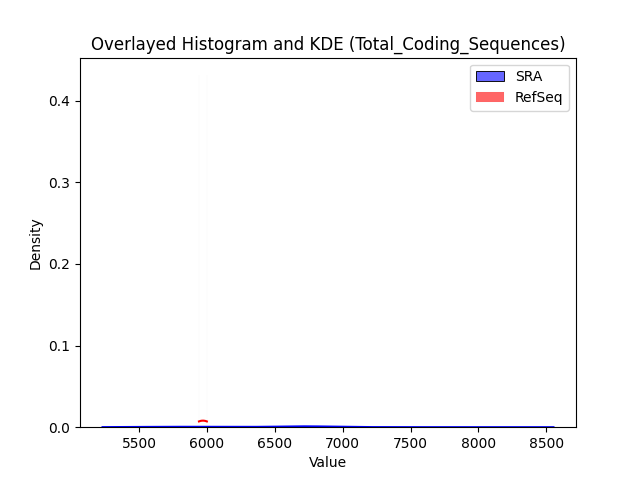 Overlayed Histogram and KDE (Total_Coding_Sequences)
SRA
RefSeq
Density
0.4
0.3
0.2
0.1
0.0
5500 6000 6500 7000 7500 8000 8500
Value